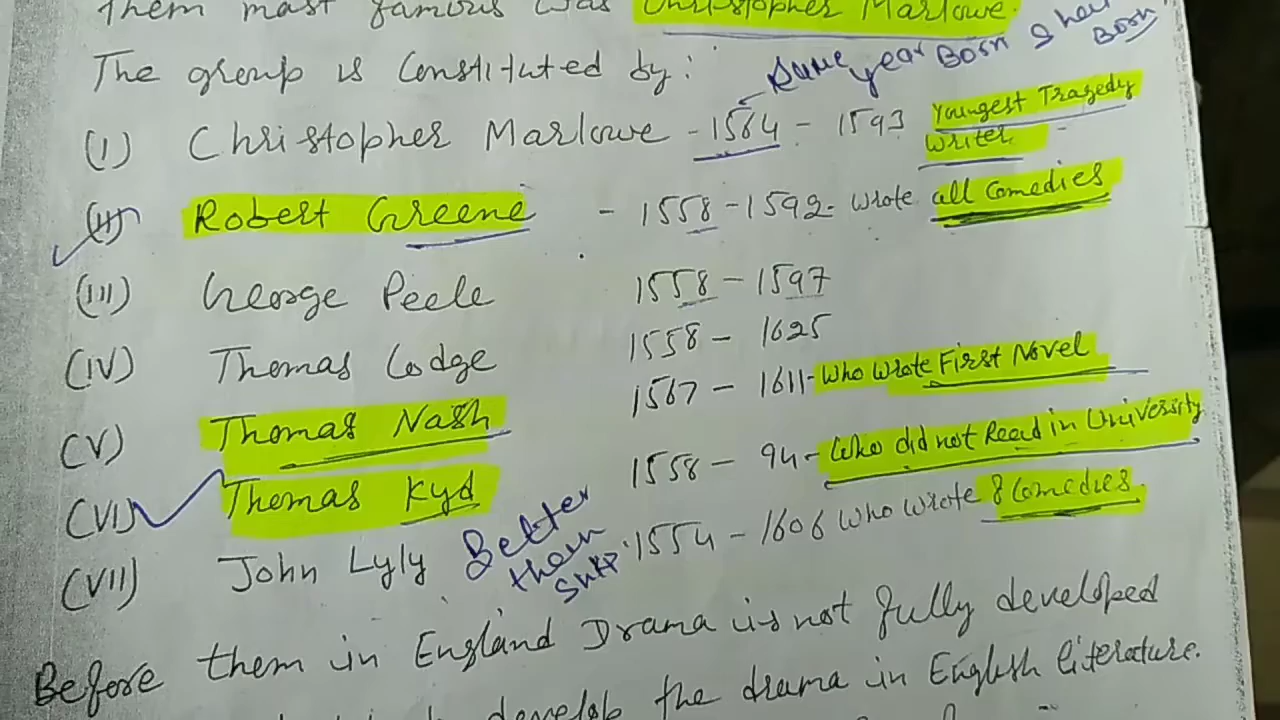 them most famous was Christopher Marlowe.
The group is Constituted by:
Same year Born Shak Born
(I) Christopher Marlowe - 1564 - 1593 Youngest Tragedy Writer
(II) Robert Greene - 1558 - 1592 - Wrote all Comedies
(III) George Peele 1558 - 1597
(IV) Thomas Lodge 1558 - 1625
(V) Thomas Nash 1567 - 1611 - Who Wrote First Novel
(VI) Thomas Kyd 1558 - 94 - Who did not Read in University
(VII) John Lyly 1554 - 1606 Who wrote 8 Comedies.
Better then
Before them in England Drama is not fully developed
develop the drama in English literature.